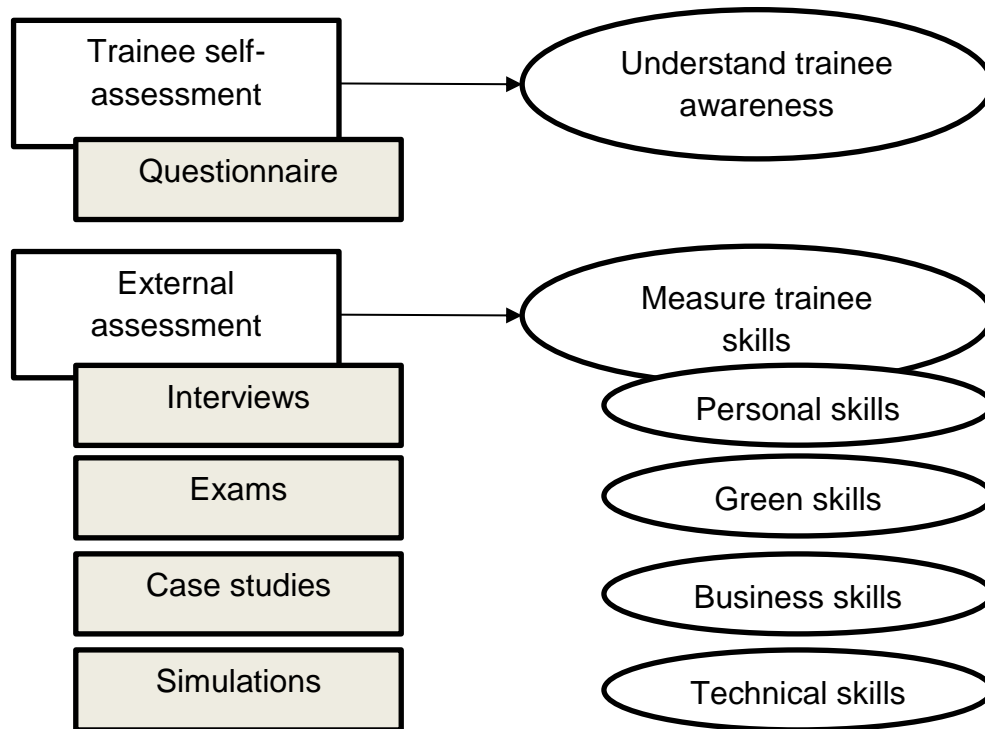 Trainee self-
assessment
Understand trainee
awareness
Questionnaire
External
assessment
Measure trainee
skills
Interviews
Personal skills
Exams
Green skills
Case studies
Business skills
Simulations
Technical skills